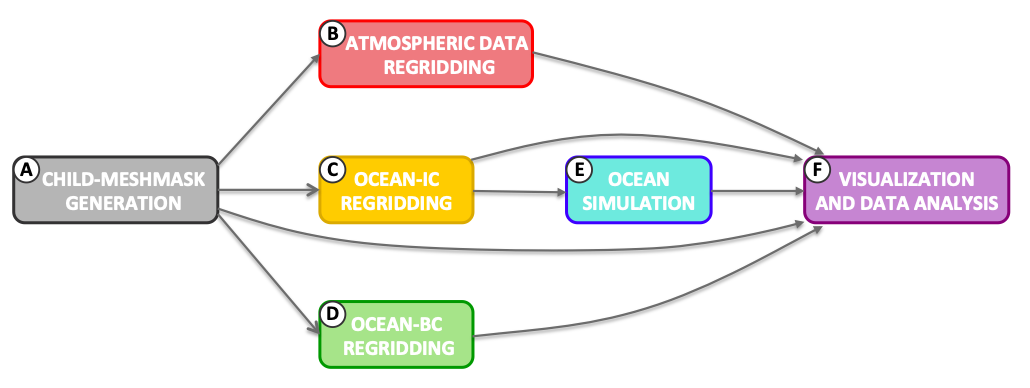 B
ATMOSPHERIC DATA
REGRIDDING
A
CHILD-MESHMASK
GENERATION
C
OCEAN-IC
REGRIDDING
E
OCEAN
SIMULATION
F
VISUALIZATION
AND DATA ANALYSIS
D
OCEAN-BC
REGRIDDING